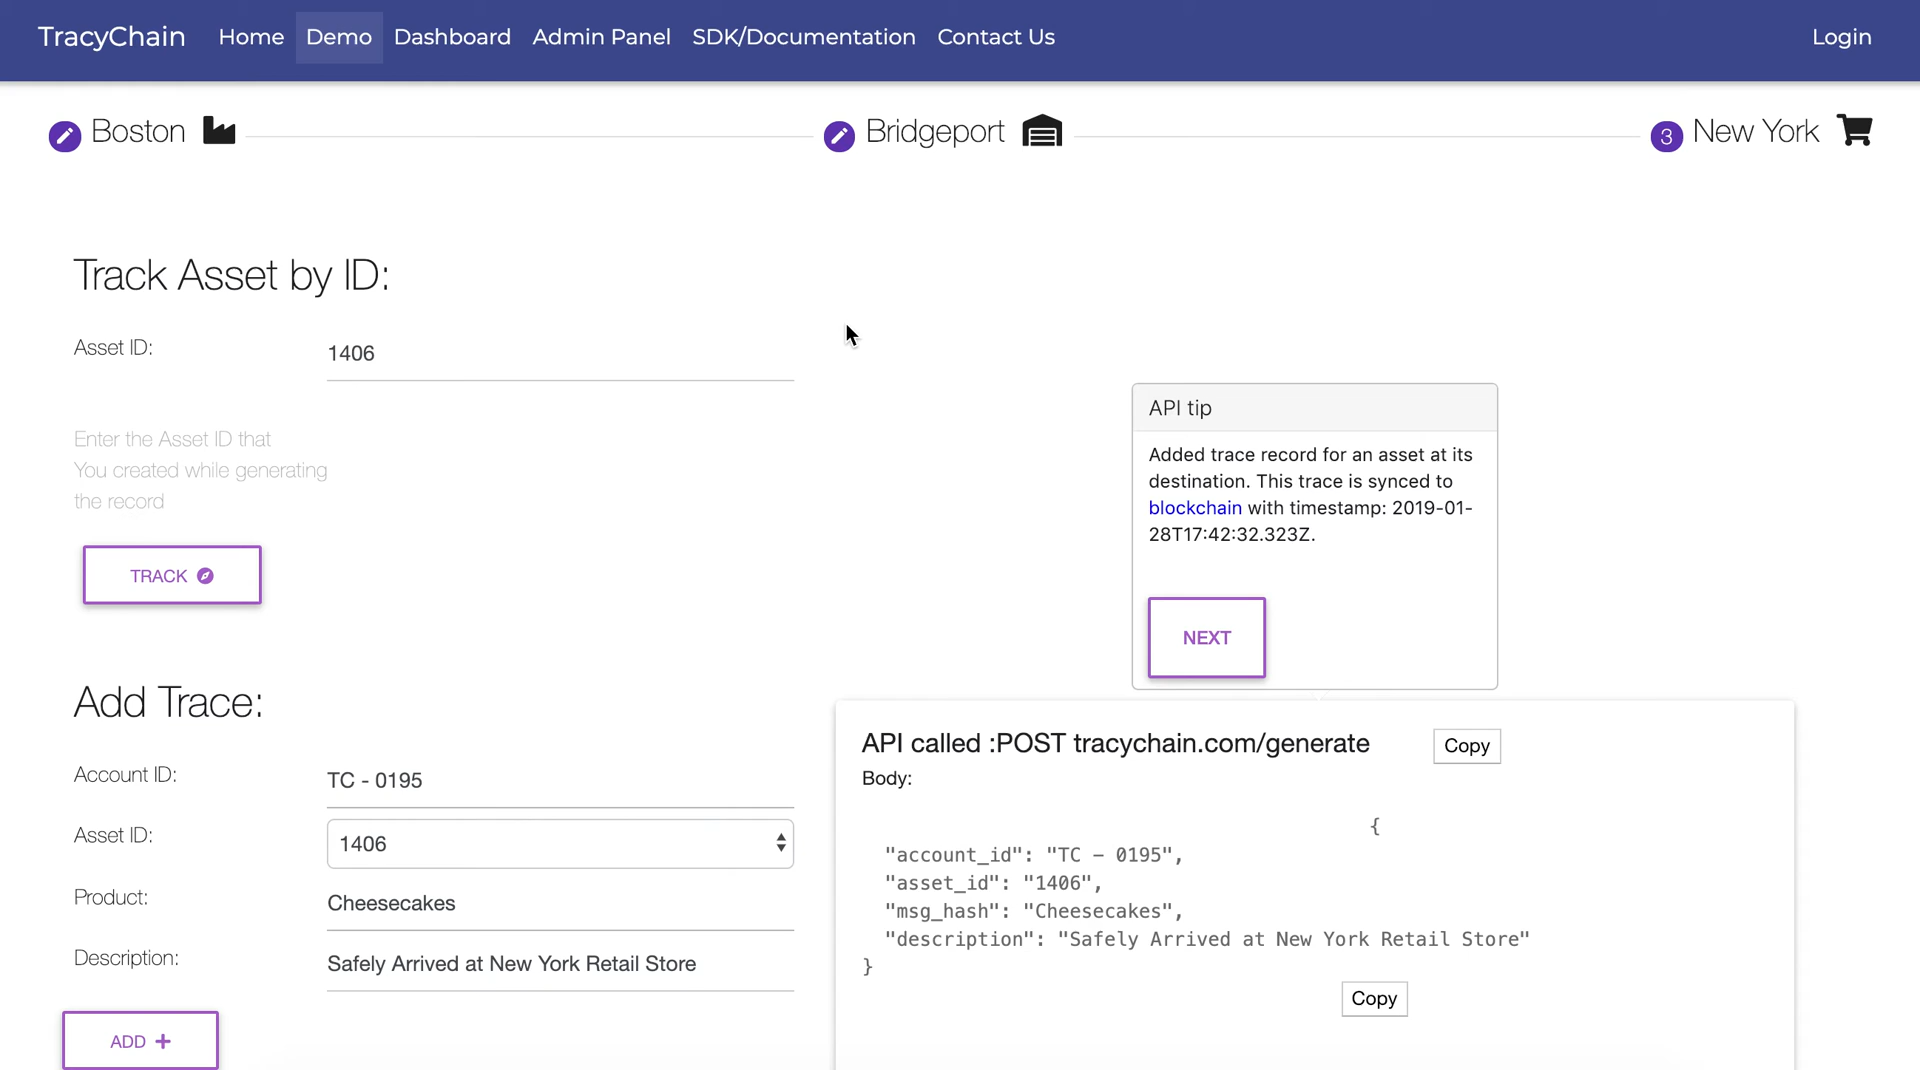 TracyChain Home Demo Dashboard Admin Panel SDK/Documentation Contact Us Login
Boston Bridgeport 3 New York
Track Asset by ID:
Asset ID: 1406
Enter the Asset ID that
You created while generating
the record
TRACK
API tip
Added trace record for an asset at its
destination. This trace is synced to
blockchain with timestamp: 2019-01-
28T17:42:32.323Z.
NEXT
Add Trace:
Account ID: TC - 0195
Asset ID: 1406
Product: Cheesecakes
Description: Safely Arrived at New York Retail Store
ADD +
API called :POST tracychain.com/generate Copy
Body:
{
"account_id": "TC - 0195",
"asset_id": "1406",
"msg_hash": "Cheesecakes",
"description": "Safely Arrived at New York Retail Store"
}
Copy